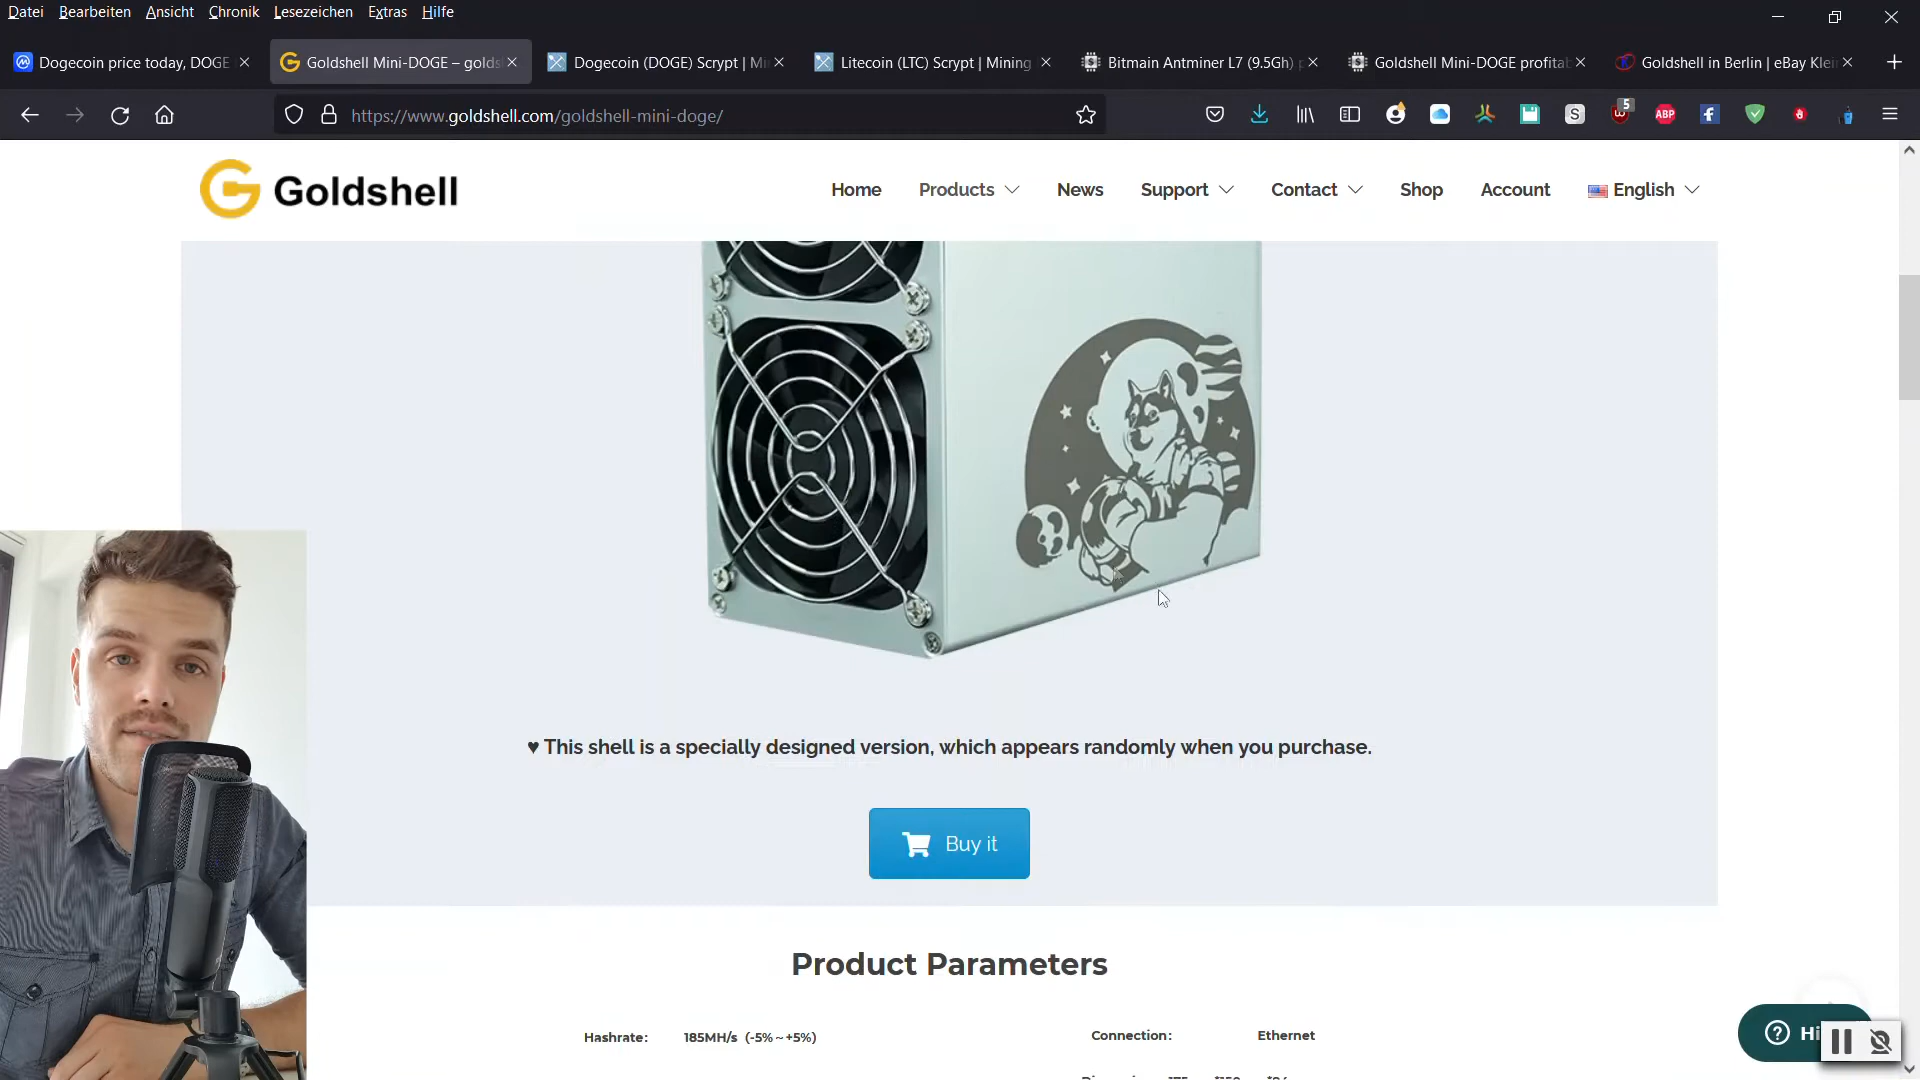 Datei Bearbeiten Ansicht Chronik Lesezeichen Extras Hilfe
Dogecoin price today, DOGE
Goldshell Mini-DOGE – golds
Dogecoin (DOGE) Scrypt | Mi
Litecoin (LTC) Scrypt | Mining
Bitmain Antminer L7 (9.5Gh) p
Goldshell Mini-DOGE profitab
Goldshell in Berlin | eBay Klei
https://www.goldshell.com/goldshell-mini-doge/
S
5
ABP
f
Goldshell
Home Products News Support Contact Shop Account English
♥ This shell is a specially designed version, which appears randomly when you purchase.
Buy it
Product Parameters
Hashrate: 185MH/s (-5%~+5%)
Connection: Ethernet